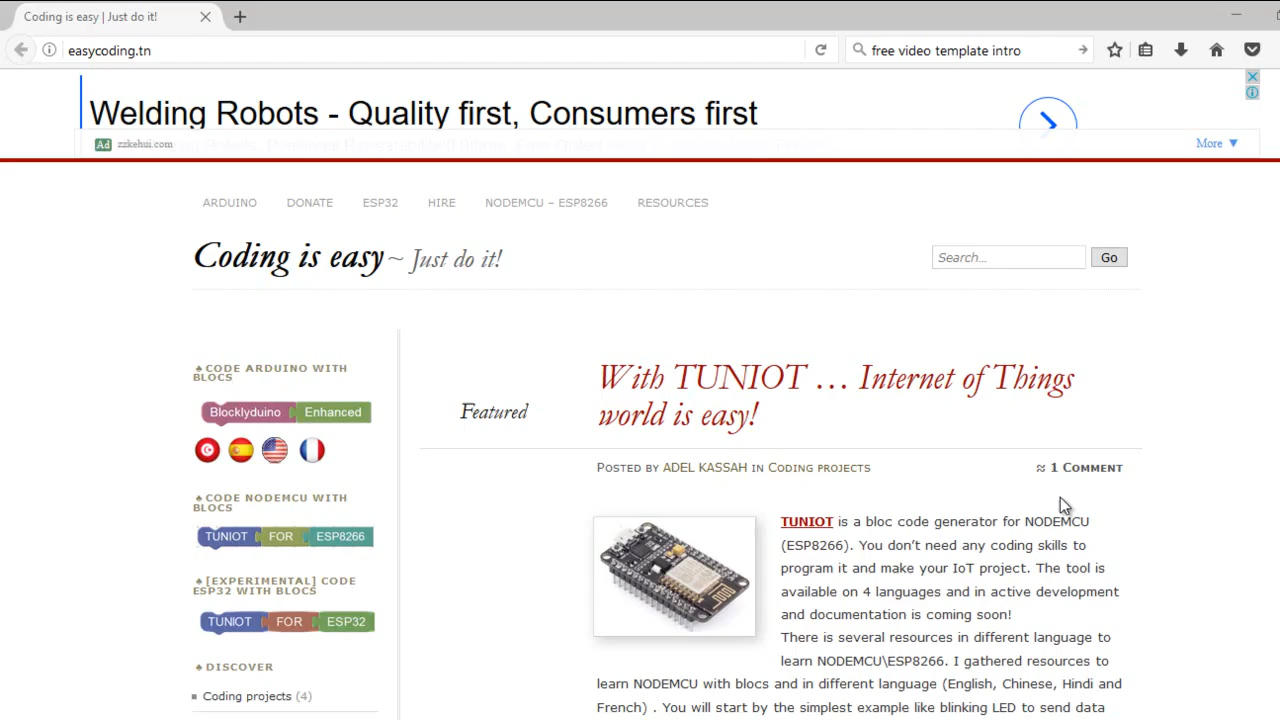 Coding is easy | Just do it!
easycoding.tn
free video template intro
Welding Robots - Quality first, Consumers first
Ad zzkehui.com
More
ARDUINO DONATE ESP32 HIRE NODEMCU – ESP8266 RESOURCES
Coding is easy ~ Just do it!
Search...
Go
CODE ARDUINO WITH
BLOCS
Blocklyduino Enhanced
CODE NODEMCU WITH
BLOCS
TUNIOT FOR ESP8266
[EXPERIMENTAL] CODE
ESP32 WITH BLOCS
TUNIOT FOR ESP32
DISCOVER
Coding projects (4)
Featured
With TUNIOT … Internet of Things
world is easy!
POSTED BY ADEL KASSAH IN CODING PROJECTS
≈ 1 COMMENT
TUNIOT is a bloc code generator for NODEMCU
(ESP8266). You don’t need any coding skills to
program it and make your IoT project. The tool is
available on 4 languages and in active development
and documentation is coming soon!
There is several resources in different language to
learn NODEMCU\ESP8266. I gathered resources to
learn NODEMCU with blocs and in different language (English, Chinese, Hindi and
French) . You will start by the simplest example like blinking LED to send data